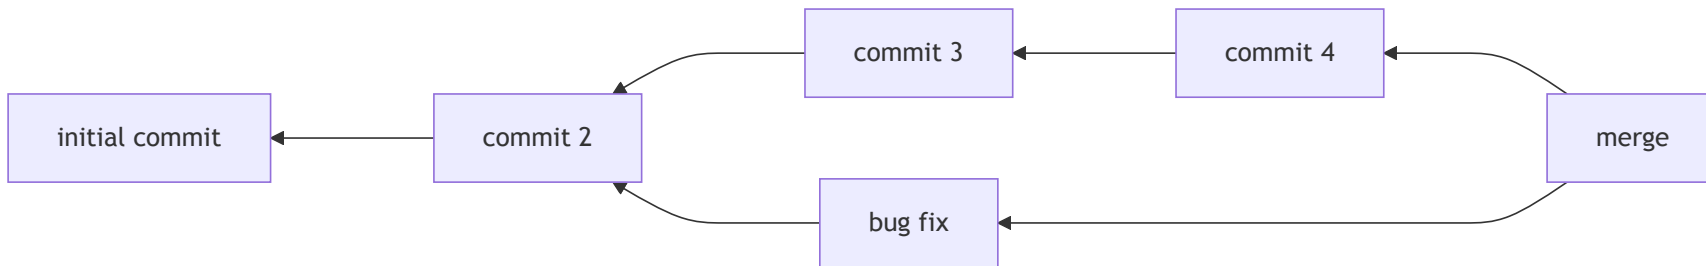 initial commit
commit 2
commit 3
commit 4
bug fix
merge